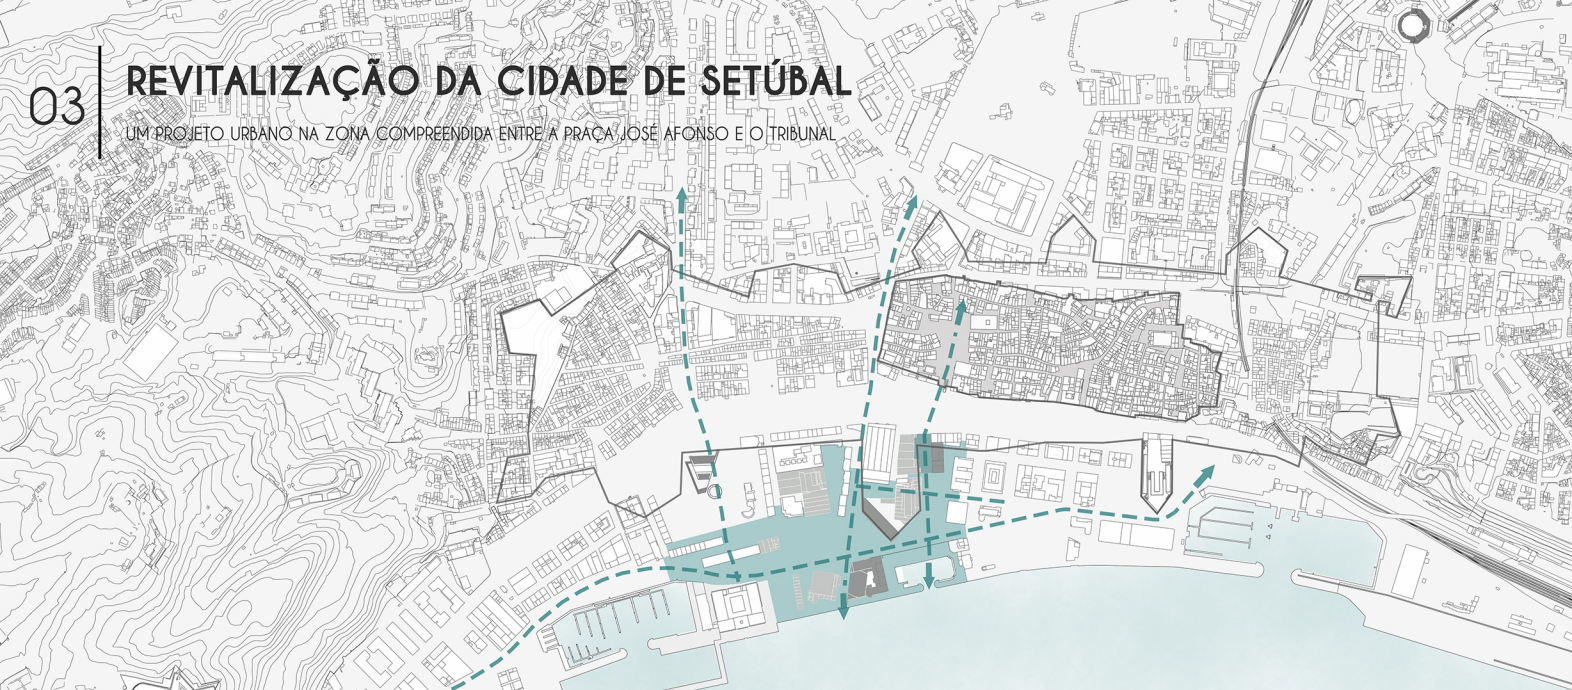 03
REVITALIZAÇÃO DA CIDADE DE SETÚBAL
UM PROJETO URBANO NA ZONA COMPREENDIDA ENTRE A PRAÇA JOSÉ AFONSO E O TRIBUNAL